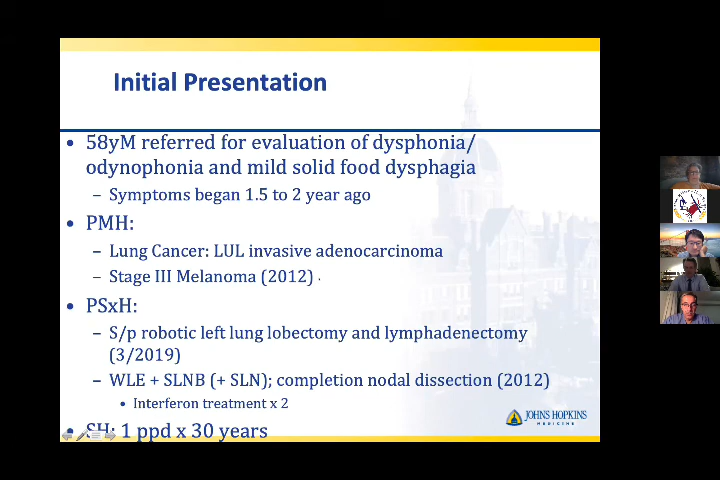 Initial Presentation
• 58yM referred for evaluation of dysphonia/
odynophonia and mild solid food dysphagia
– Symptoms began 1.5 to 2 year ago
• PMH:
– Lung Cancer: LUL invasive adenocarcinoma
– Stage III Melanoma (2012)
• PSxH:
– S/p robotic left lung lobectomy and lymphadenectomy
(3/2019)
– WLE + SLNB (+ SLN); completion nodal dissection (2012)
• Interferon treatment x 2
• SH: 1 ppd x 30 years
JOHNS HOPKINS
MEDICINE